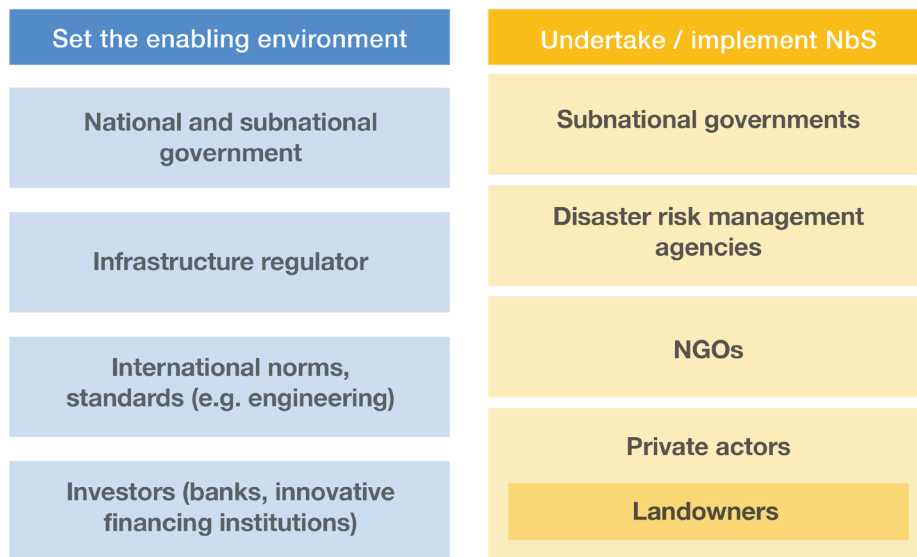 Set the enabling environment
National and subnational
government
Infrastructure regulator
International norms,
standards (e.g. engineering)
Investors (banks, innovative
financing institutions)
Undertake / implement NbS
Subnational governments
Disaster risk management
agencies
NGOs
Private actors
Landowners